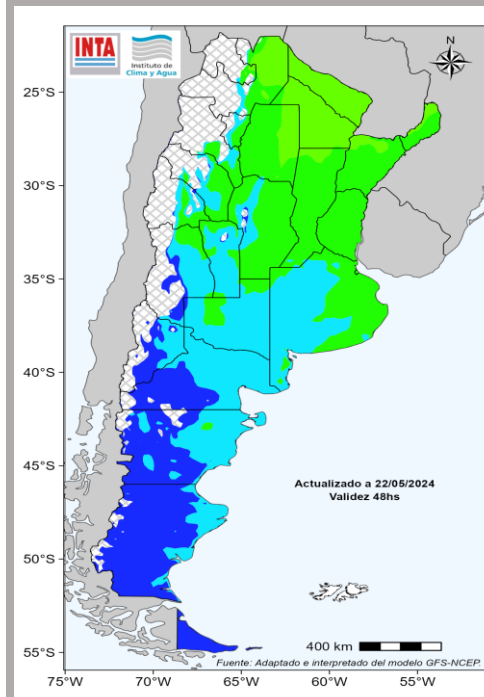 INTA
Instituto de
Clima y Agua
N
25°S
30°S
35°S
40°S
45°S
50°S
55°S
Actualizado a 22/05/2024
Validez 48hs
400 km
Fuente: Adaptado e interpretado del modelo GFS-NCEP.
75°W
70°W
65°W
60°W
55°W